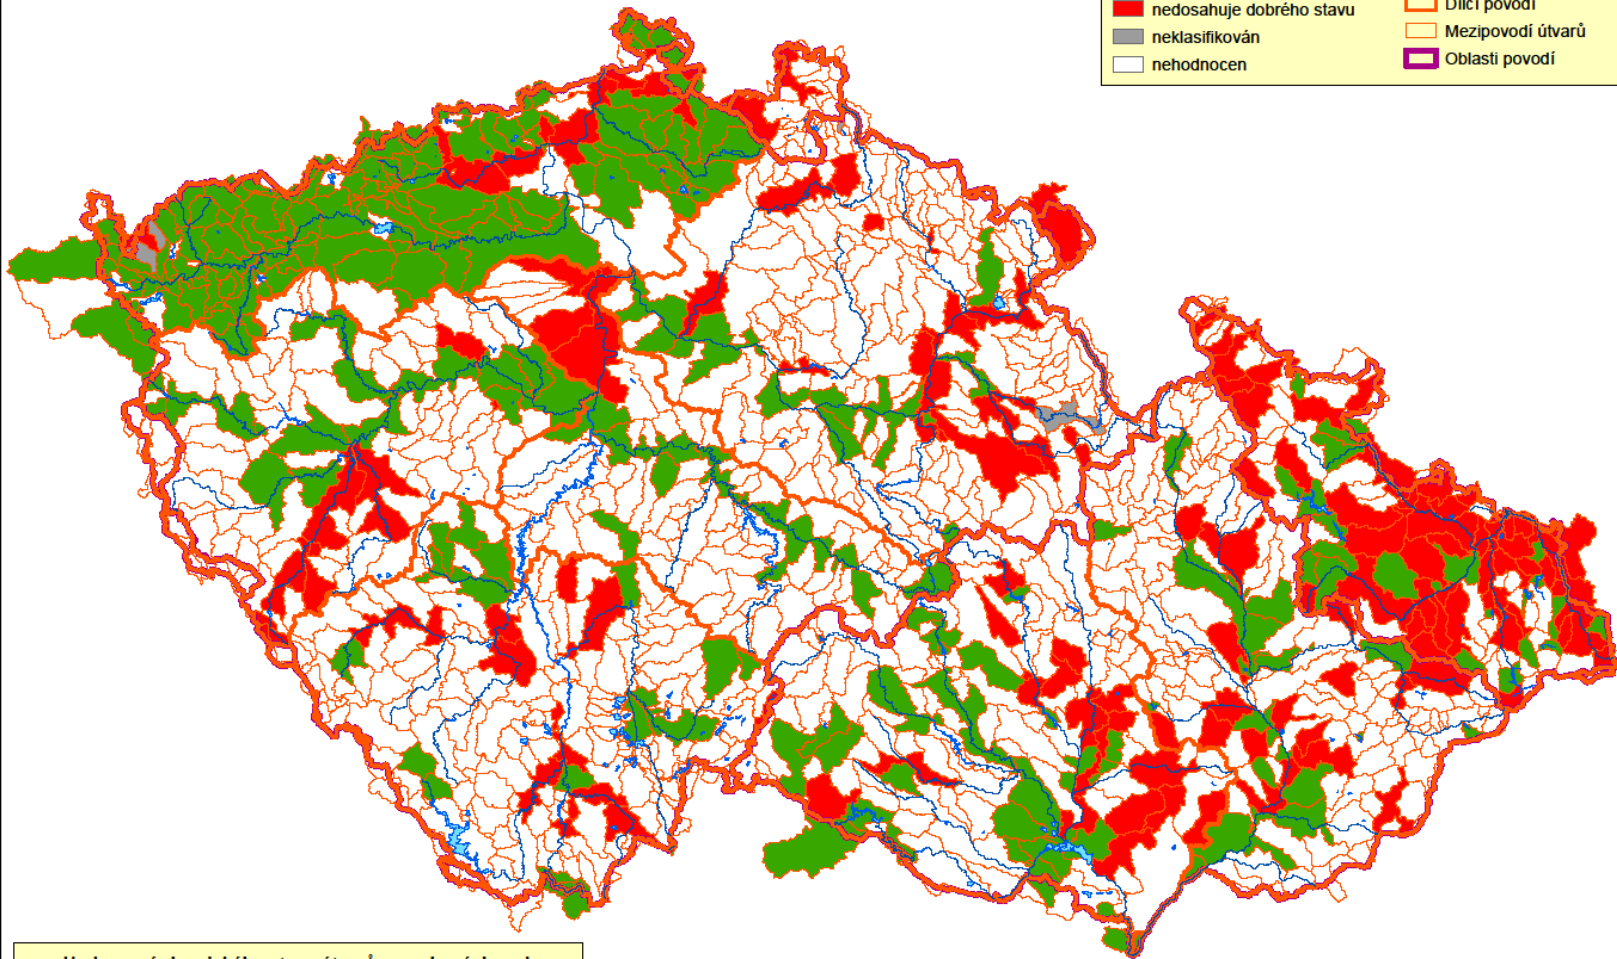 nedosahuje dobrého stavu
neklasifikován
nehodnocen
Dílčí povodí
Mezipovodí útvarů
Oblasti povodí